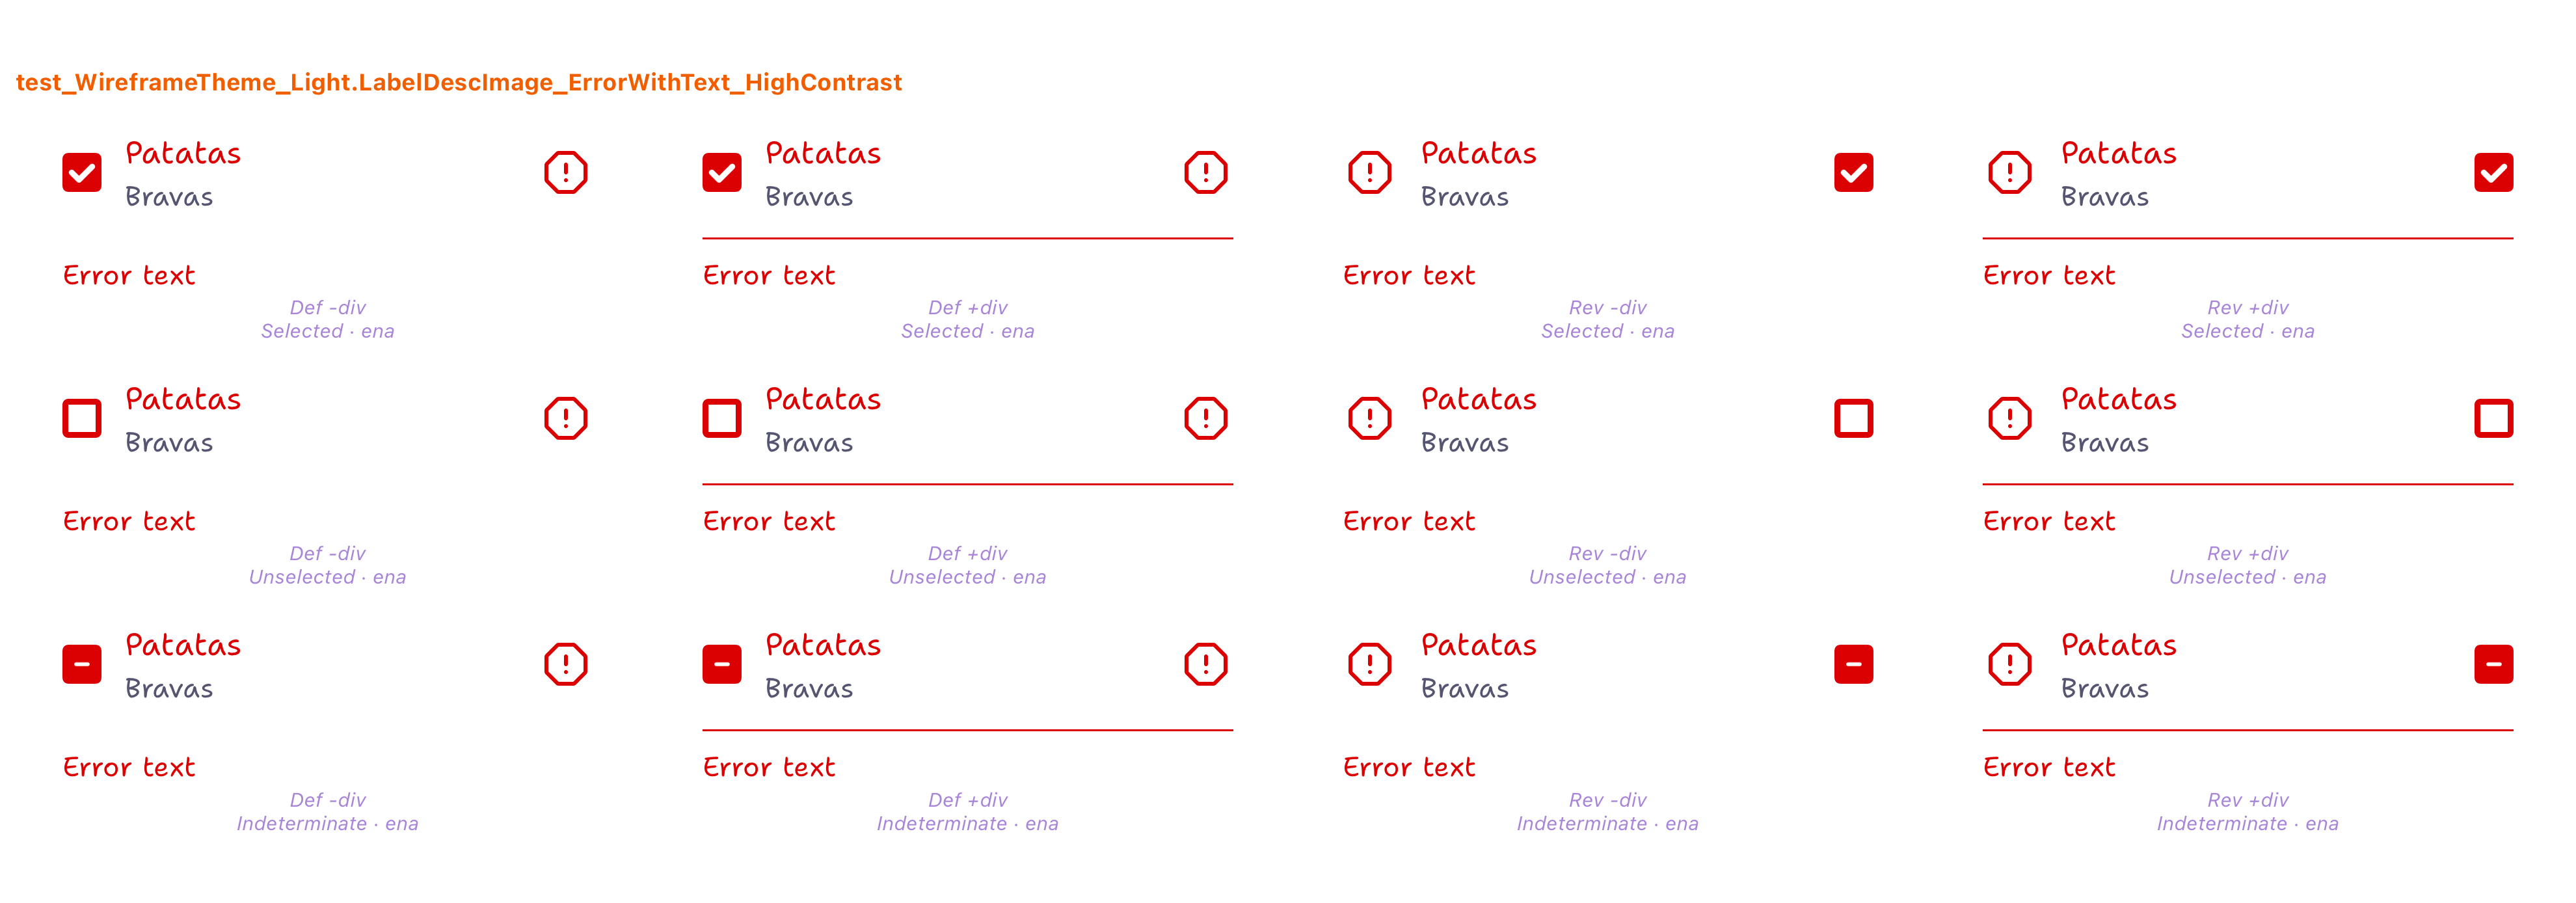 test_WireframeTheme_Light.LabelDescImage_ErrorWithText_HighContrast
Patatas
Bravas
Error text
Def -div
Selected · ena
Patatas
Bravas
Error text
Def +div
Selected · ena
Patatas
Bravas
Error text
Rev -div
Selected · ena
Patatas
Bravas
Error text
Rev +div
Selected · ena
Patatas
Bravas
Error text
Def -div
Unselected · ena
Patatas
Bravas
Error text
Def +div
Unselected · ena
Patatas
Bravas
Error text
Rev -div
Unselected · ena
Patatas
Bravas
Error text
Rev +div
Unselected · ena
Patatas
Bravas
Error text
Def -div
Indeterminate · ena
Patatas
Bravas
Error text
Def +div
Indeterminate · ena
Patatas
Bravas
Error text
Rev -div
Indeterminate · ena
Patatas
Bravas
Error text
Rev +div
Indeterminate · ena